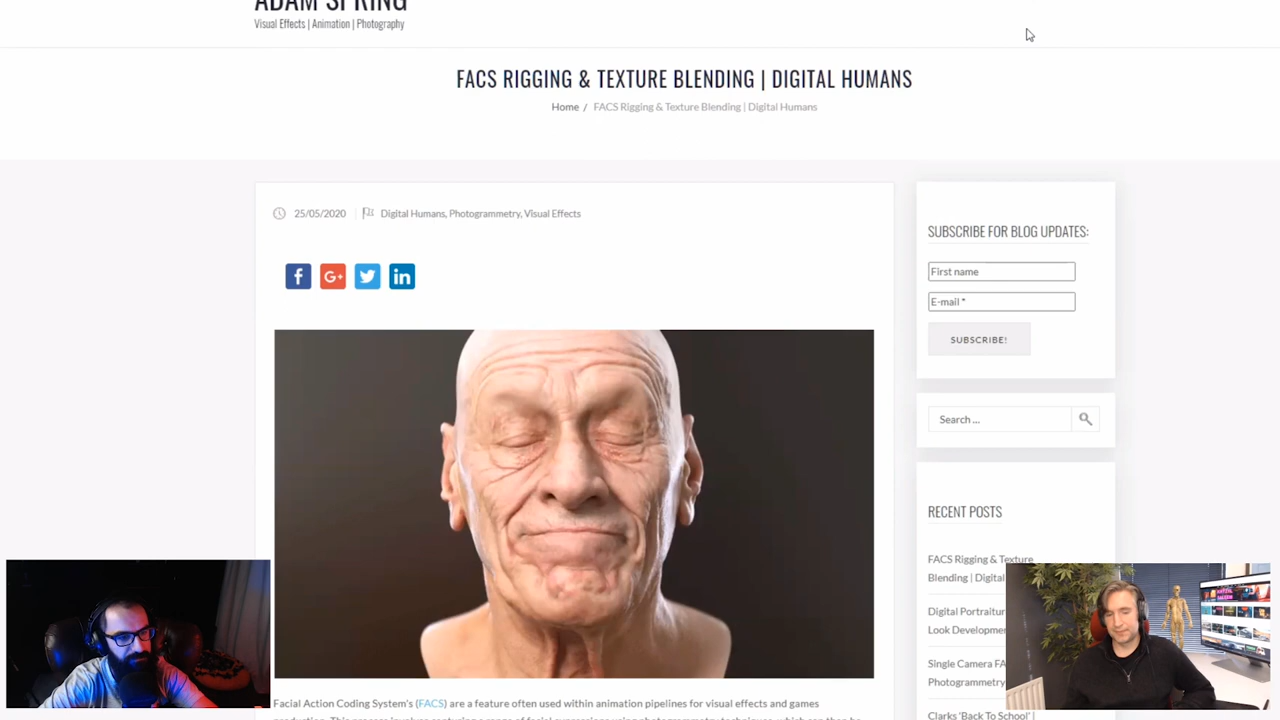 ADAM SPRING
Visual Effects | Animation | Photography
FACS RIGGING & TEXTURE BLENDING | DIGITAL HUMANS
Home / FACS Rigging & Texture Blending | Digital Humans
25/05/2020 Digital Humans, Photogrammetry, Visual Effects
f G+ in
Facial Action Coding System's (FACS) are a feature often used within animation pipelines for visual effects and games
SUBSCRIBE FOR BLOG UPDATES:
First name
E-mail *
SUBSCRIBE!
Search ...
RECENT POSTS
FACS Rigging & Texture
Blending | Digital
Digital Portraitur
Look Developme
Single Camera FA
Photogrammetry
Clarks 'Back To School' |